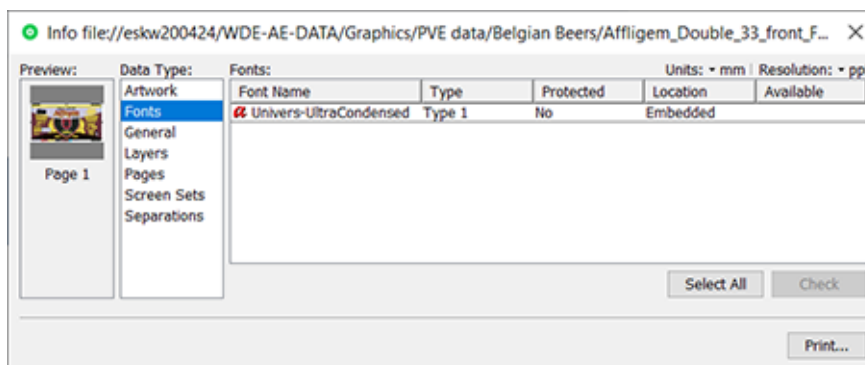 Info file://eskw200424/WDE-AE-DATA/Graphics/PVE data/Belgian Beers/Affligem_Double_33_front_F...
Preview:
Page 1
Data Type:
Artwork
Fonts
General
Layers
Pages
Screen Sets
Separations
Fonts:
Units: mm Resolution: pp
Font Name Type Protected Location Available
Univers-UltraCondensed Type 1 No Embedded
Select All Check
Print...